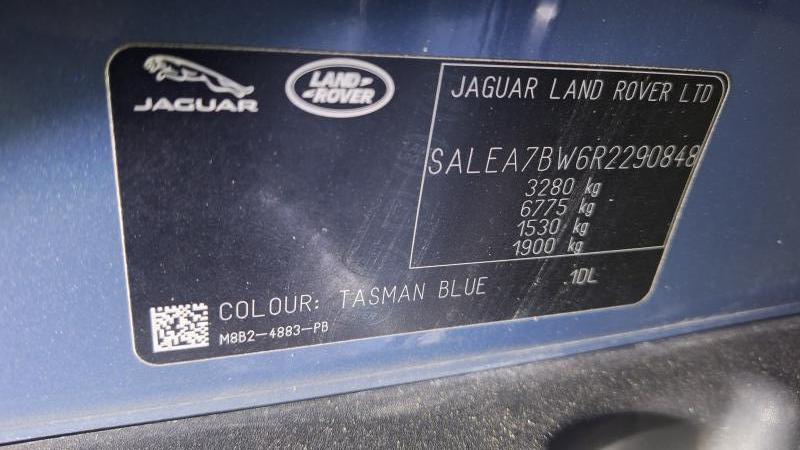 JAGUAR
LAND
ROVER
JAGUAR LAND ROVER LTD
SALEA7BW6R2290848
3280 kg
6775 kg
1530 kg
1900 kg
COLOUR: TASMAN BLUE
1DL
M8B2-4883-PB